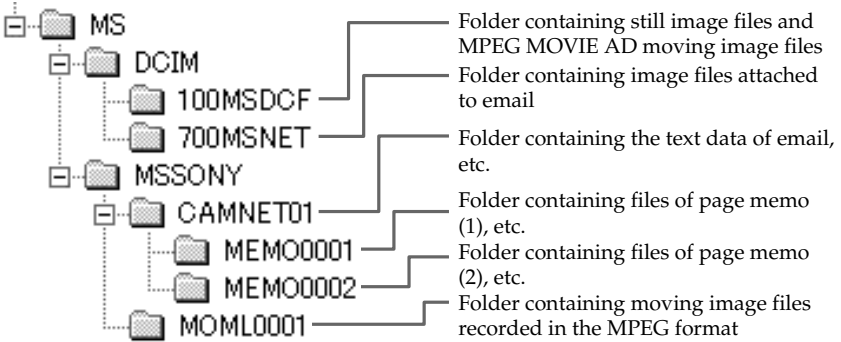 MS
DCIM
100MSDCF
700MSNET
MSSONY
CAMNET01
MEMO0001
MEMO0002
MOML0001
Folder containing still image files and
MPEG MOVIE AD moving image files
Folder containing image files attached
to email
Folder containing the text data of email,
etc.
Folder containing files of page memo
(1), etc.
Folder containing files of page memo
(2), etc.
Folder containing moving image files
recorded in the MPEG format